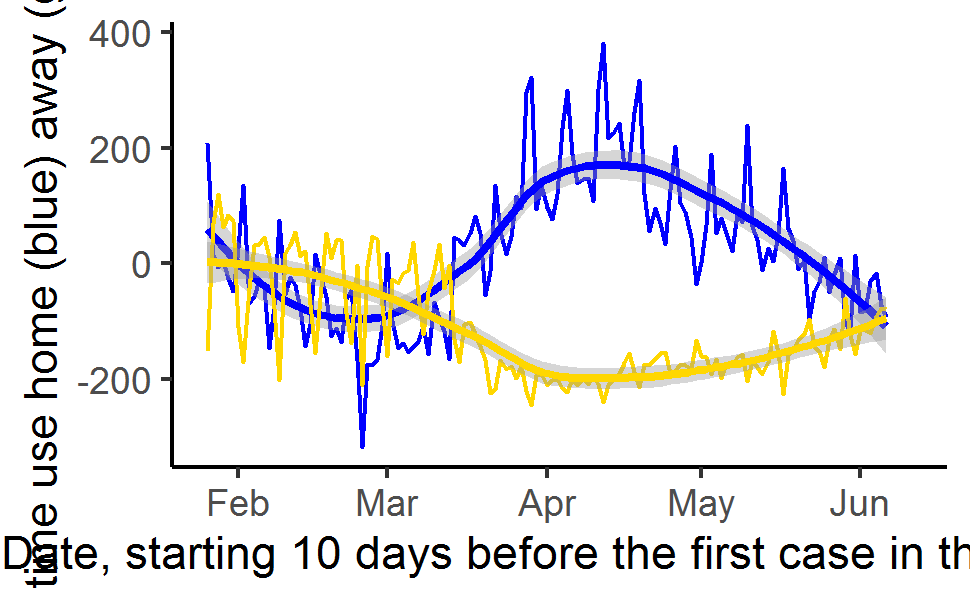 time use home (blue) away (
400
200
0
-200
Feb Mar Apr May Jun
Date, starting 10 days before the first case in th